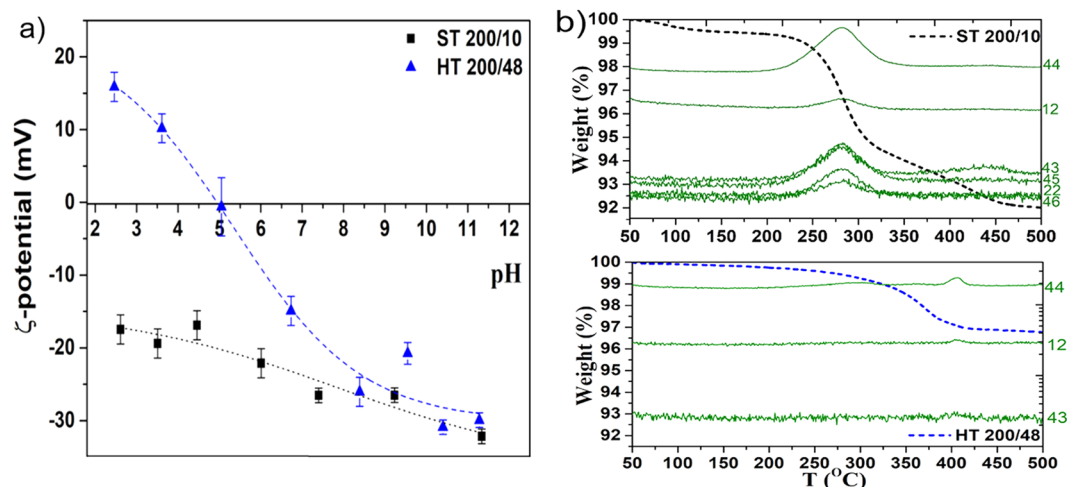 a)
ST 200/10
HT 200/48
ζ-potential (mV)
20
10
0
-10
-20
-30
2 3 4 5 6 7 8 9 10 11 12
pH
b)
ST 200/10
Weight (%)
100
99
98
96
95
94
93
92
44
12
43
45
22
46
50 100 150 200 250 300 350 400 450 500
Weight (%)
100
99
98
97
96
95
94
93
92
44
12
43
HT 200/48
50 100 150 200 250 300 350 400 450 500
T (°C)